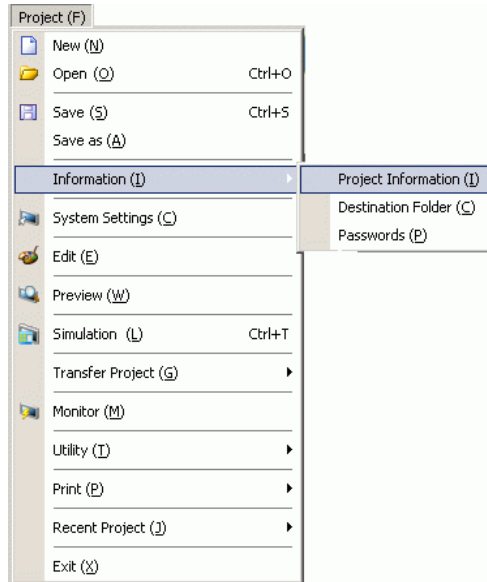 Project (F)
New (N)
Open (O) Ctrl+O
Save (S) Ctrl+S
Save as (A)
Information (I)
Project Information (I)
Destination Folder (C)
Passwords (P)
System Settings (C)
Edit (E)
Preview (W)
Simulation (L) Ctrl+T
Transfer Project (G)
Monitor (M)
Utility (T)
Print (P)
Recent Project (J)
Exit (X)